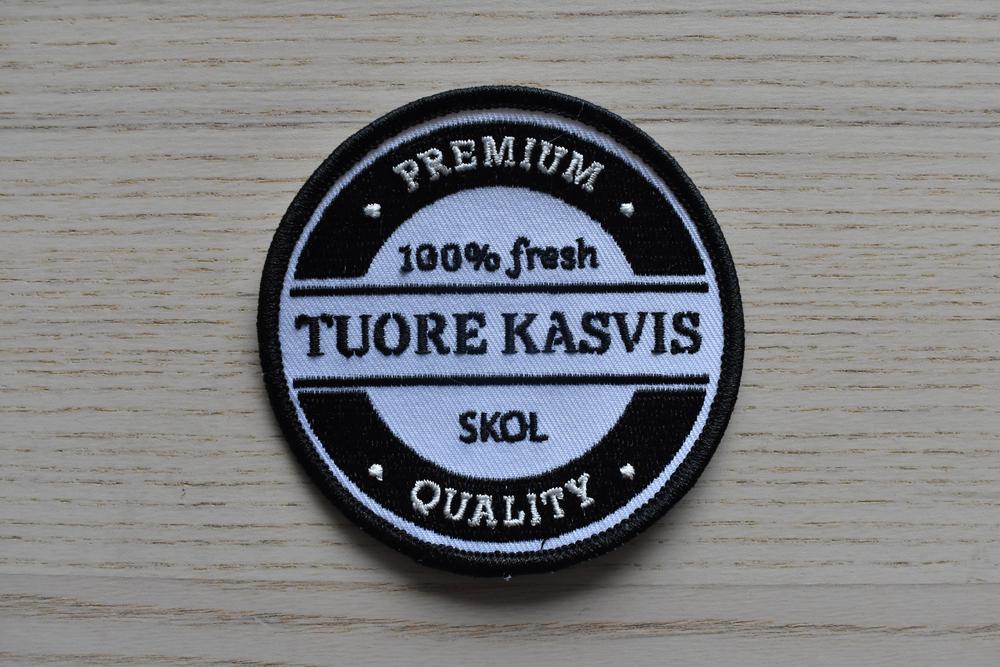 PREMIUM
100% fresh
TUORE KASVIS
SKOL
QUALITY